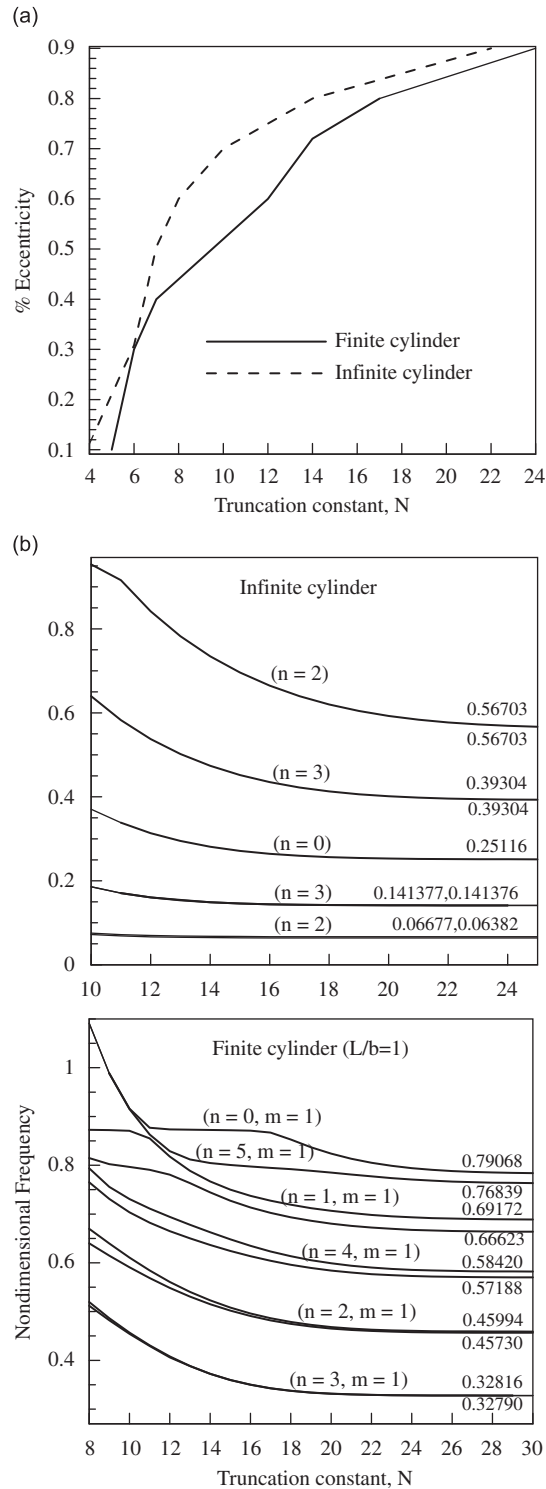 (a)
0.9
0.8
0.7
0.6
0.5
0.4
0.3
0.2
0.1
% Eccentricity
Finite cylinder
Infinite cylinder
4 6 8 10 12 14 16 18 20 22 24
Truncation constant, N
(b)
Infinite cylinder
0.8
0.6
0.4
0.2
0
(n = 2)
0.56703
0.56703
(n = 3)
0.39304
0.39304
(n = 0)
0.25116
(n = 3)
0.141377,0.141376
(n = 2)
0.06677,0.06382
10 12 14 16 18 20 22 24
Finite cylinder (L/b=1)
Nondimensional Frequency
1
0.8
0.6
0.4
(n = 0, m = 1)
0.79068
(n = 5, m = 1)
0.76839
(n = 1, m = 1)
0.69172
0.66623
(n = 4, m = 1)
0.58420
0.57188
(n = 2, m = 1)
0.45994
0.45730
(n = 3, m = 1)
0.32816
0.32790
8 10 12 14 16 18 20 22 24 26 28 30
Truncation constant, N